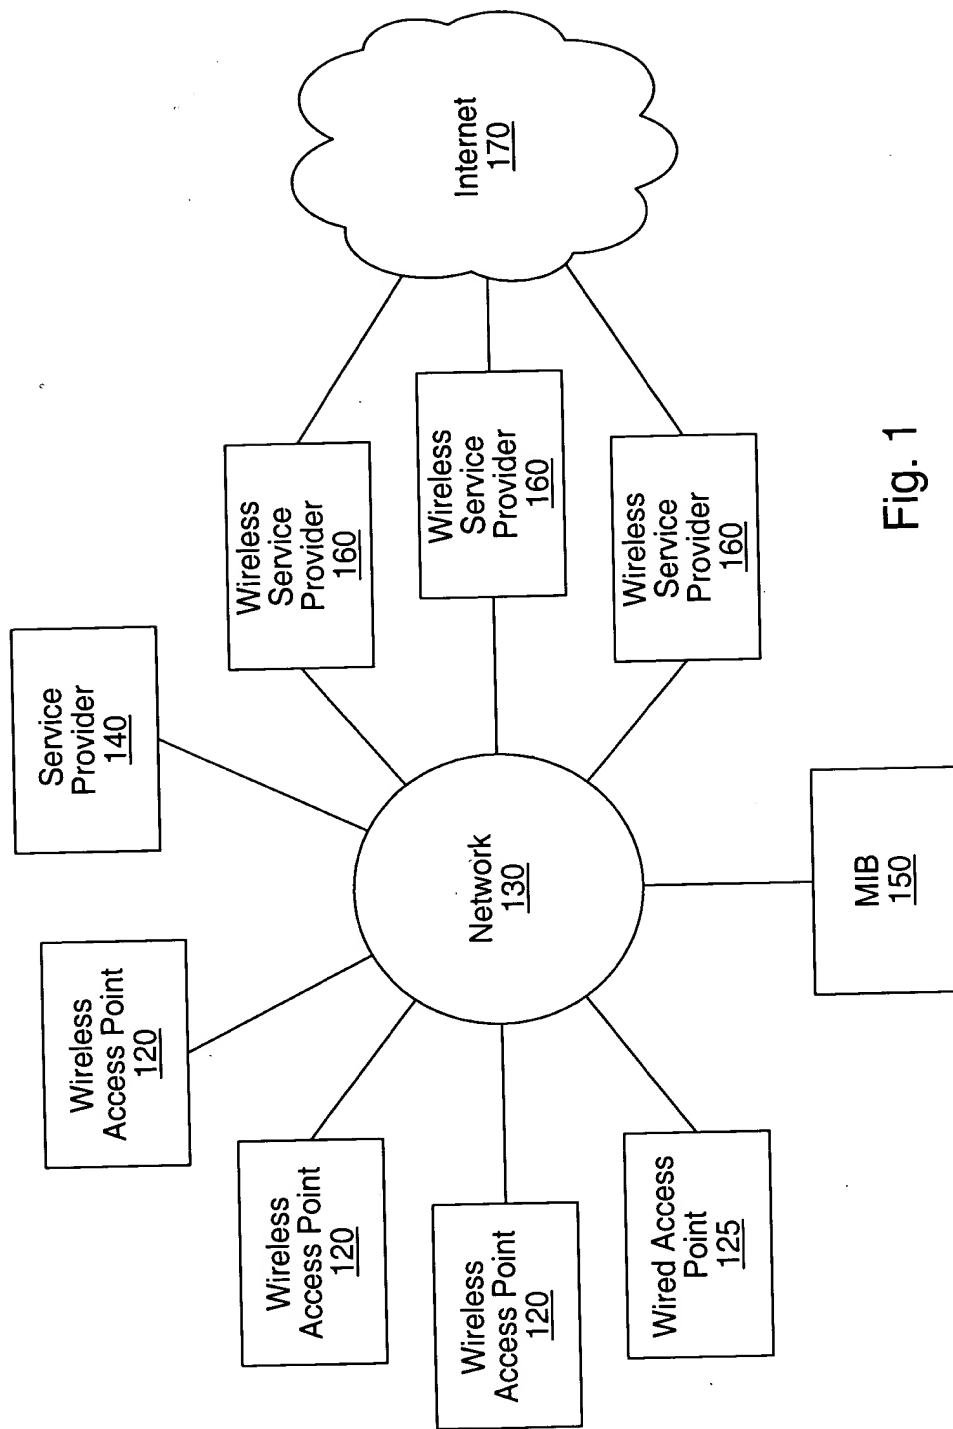 Wireless
Access Point
120
Service
Provider
140
Wireless
Access Point
120
Wireless
Service
Provider
160
Wireless
Access Point
120
Network
130
Wireless
Service
Provider
160
Internet
170
Wired Access
Point
125
Wireless
Service
Provider
160
MIB
150
Fig. 1